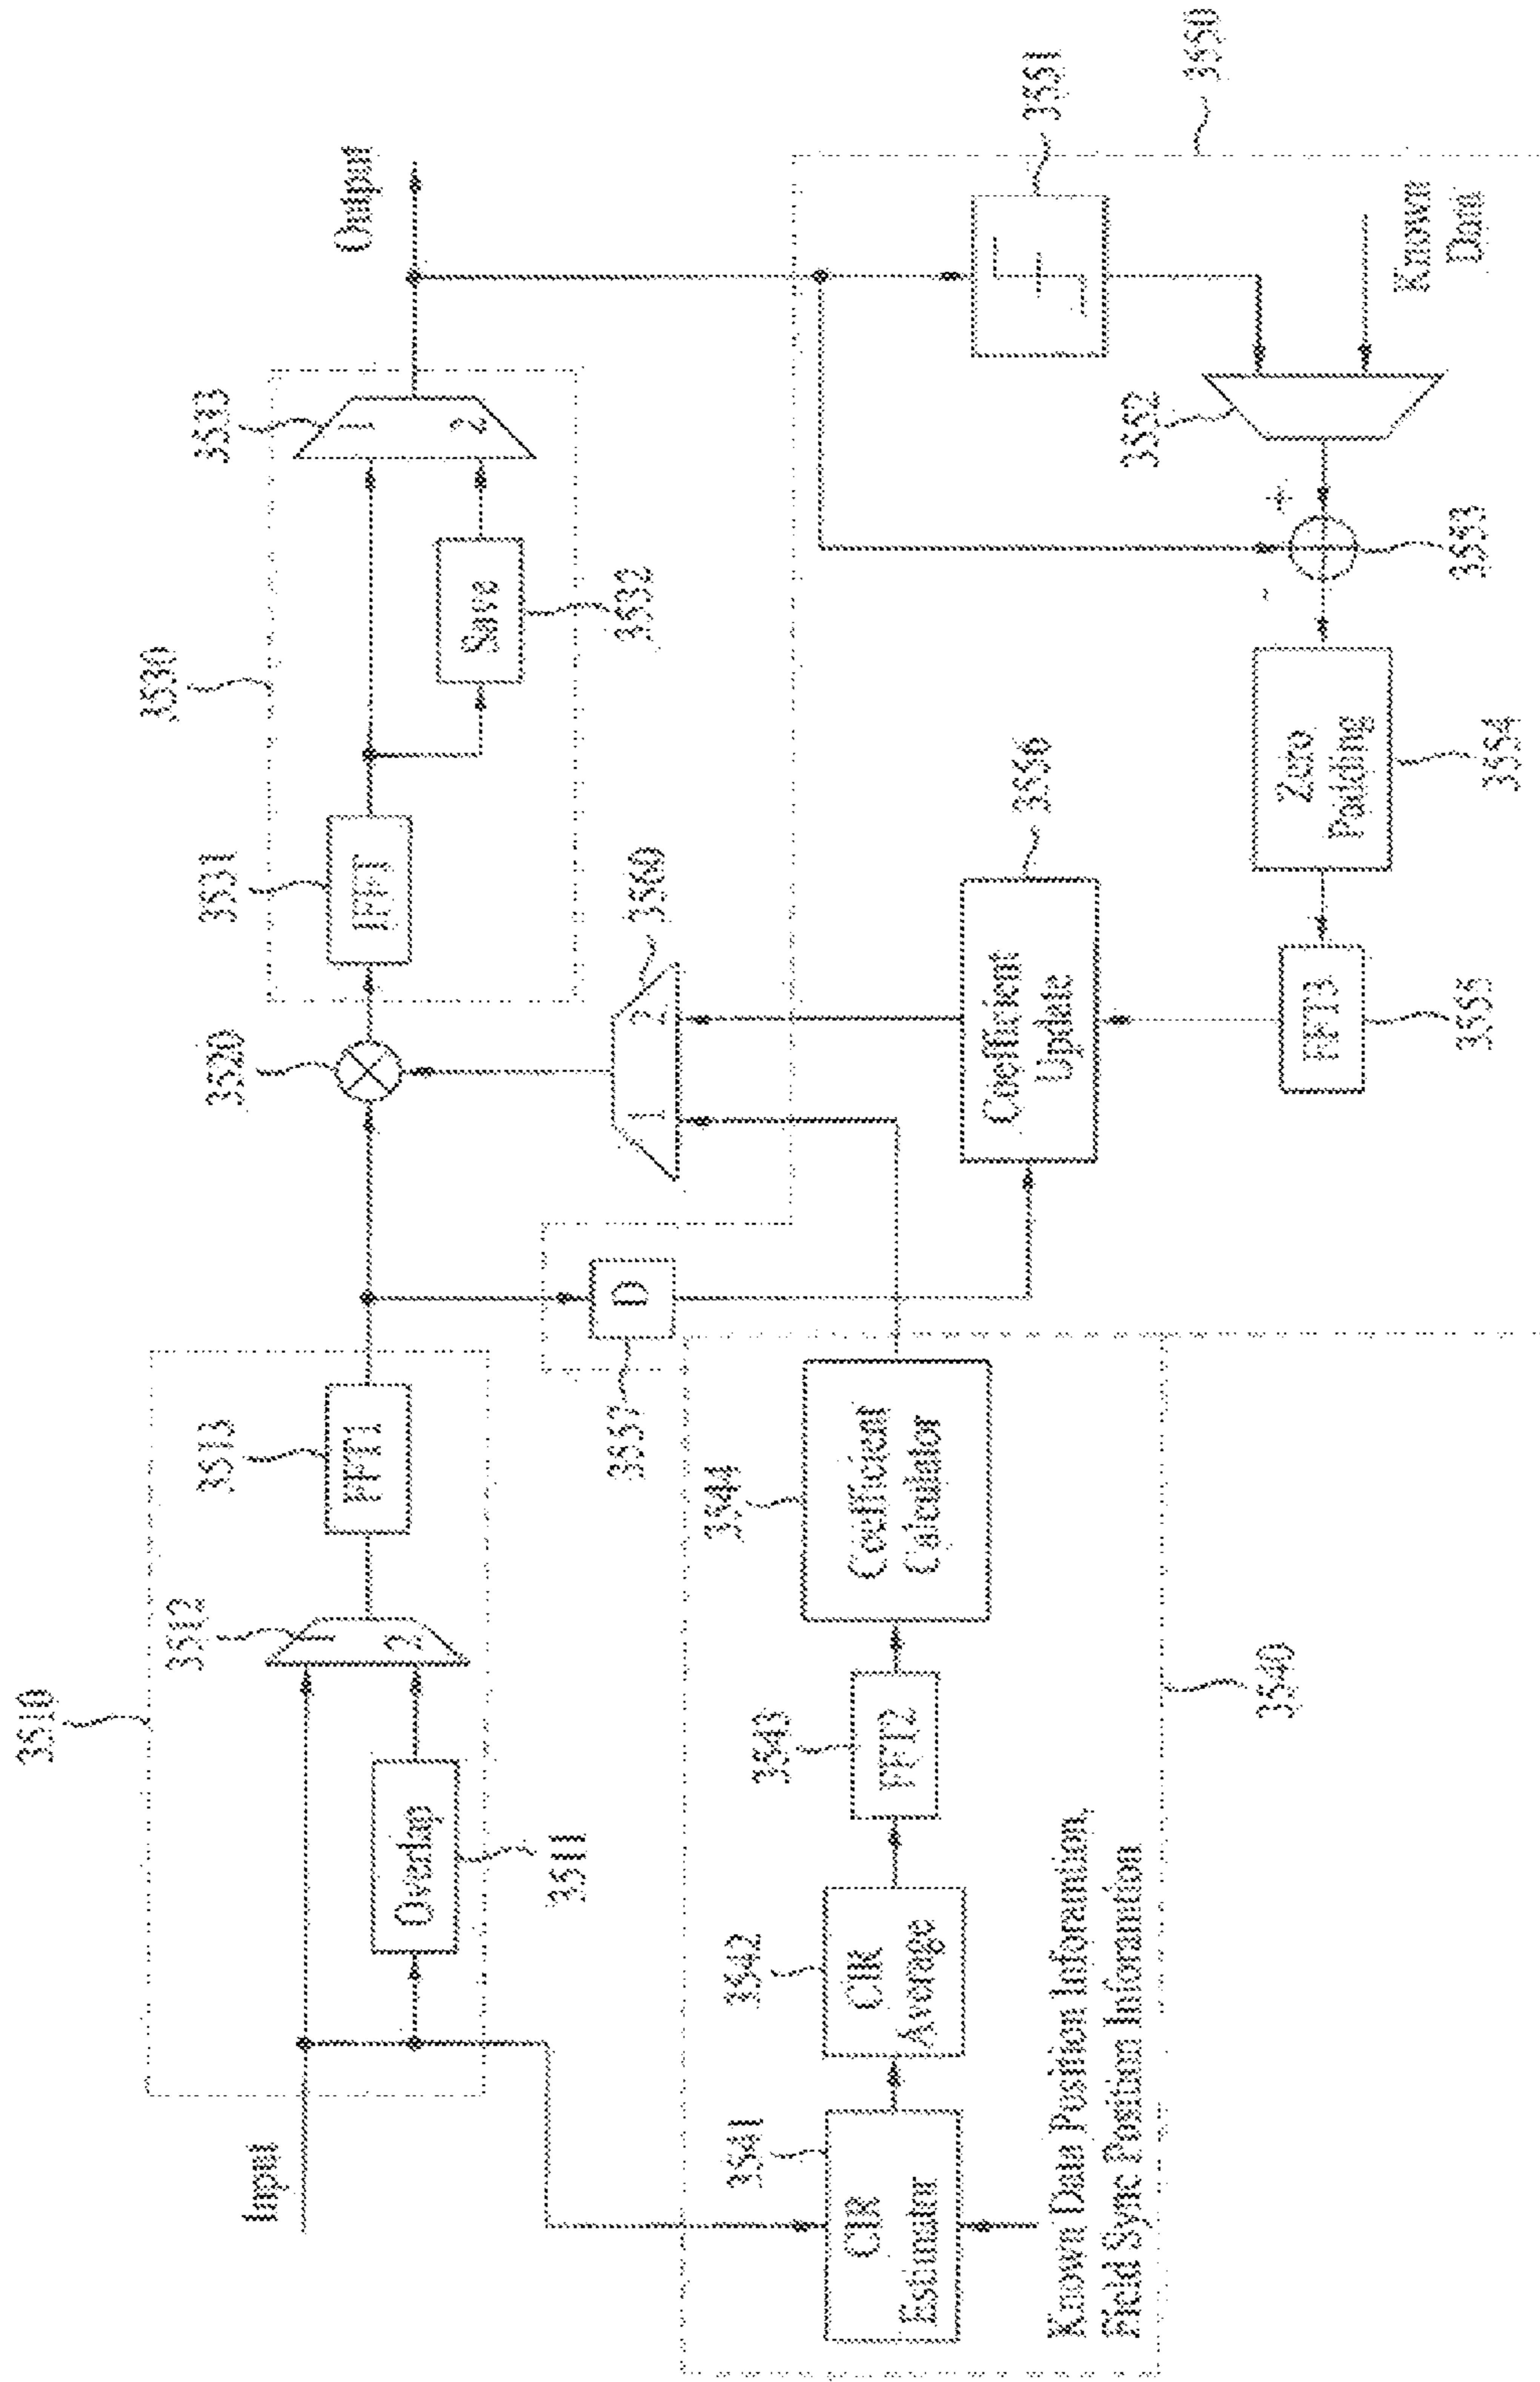 3510
Input
Overlap
3511
1
2
3512
FFT1
3513
3520
3530
IFFT
3531
Save
3532
1
2
3533
Output
D
3557
1
2
3560
CIR
Estimator
3541
CIR
Average
3542
FFT2
3543
Coefficient
Calculator
3544
Known Data Position Inforamtion,
Field Sync Position Inforamtion
3540
Coefficient
Update
3556
FFT3
3555
Zero
Padding
3554
-
+
3553
3552
3551
Known
Data
3550